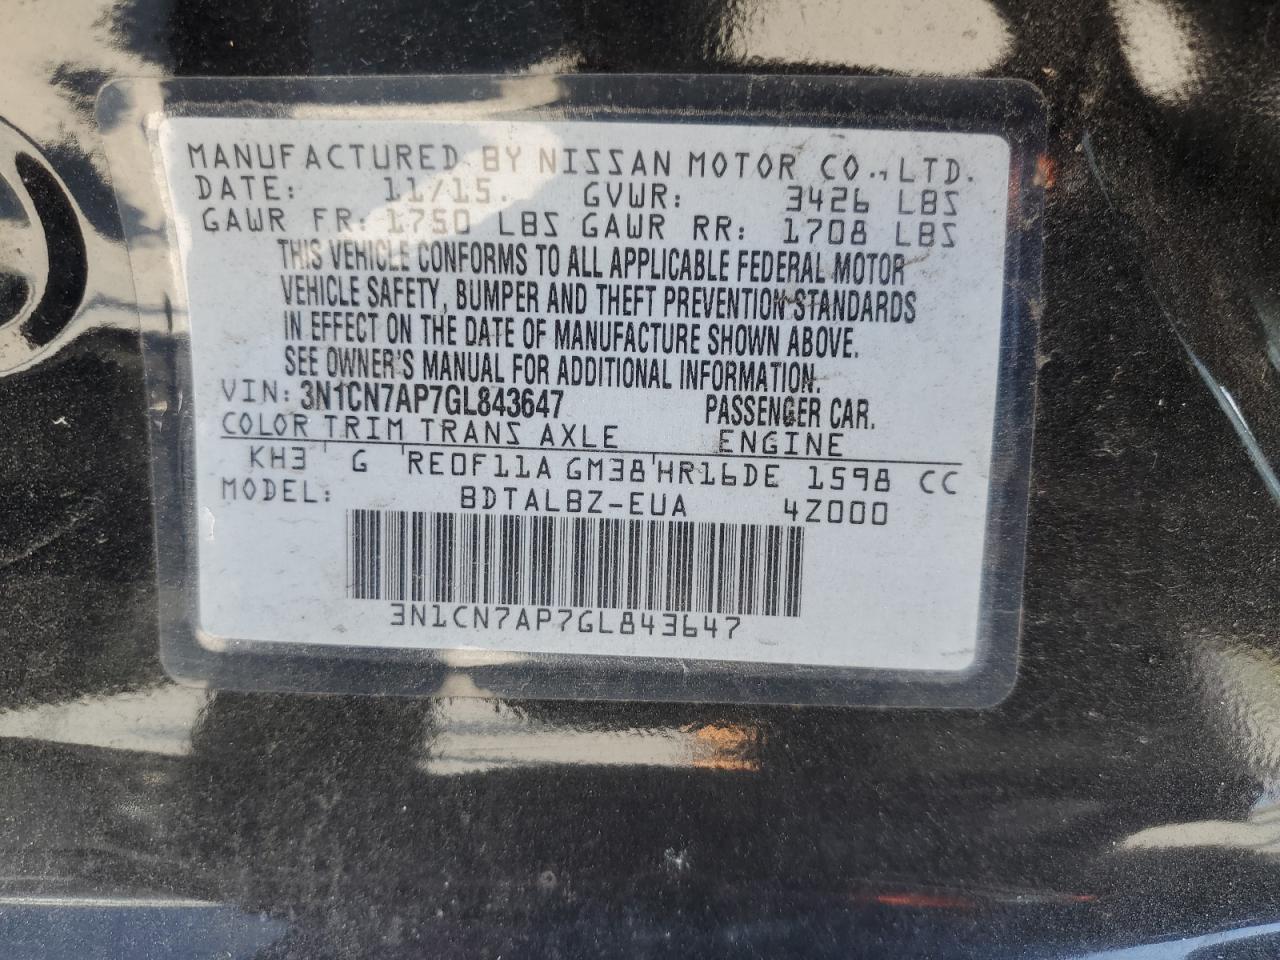 MANUFACTURED BY NISSAN MOTOR CO., LTD.
DATE: 11/15. GVWR: 3426 LBS
GAWR FR: 1750 LBS GAWR RR: 1708 LBS
THIS VEHICLE CONFORMS TO ALL APPLICABLE FEDERAL MOTOR
VEHICLE SAFETY, BUMPER AND THEFT PREVENTION STANDARDS
IN EFFECT ON THE DATE OF MANUFACTURE SHOWN ABOVE.
SEE OWNER'S MANUAL FOR ADDITIONAL INFORMATION.
VIN: 3N1CN7AP7GL843647 PASSENGER CAR.
COLOR TRIM TRANS AXLE ENGINE
KH3 G RE0F11A GM38 HR16DE 1598 CC
MODEL: BDTALBZ-EUA 4Z000
3N1CN7AP7GL843647